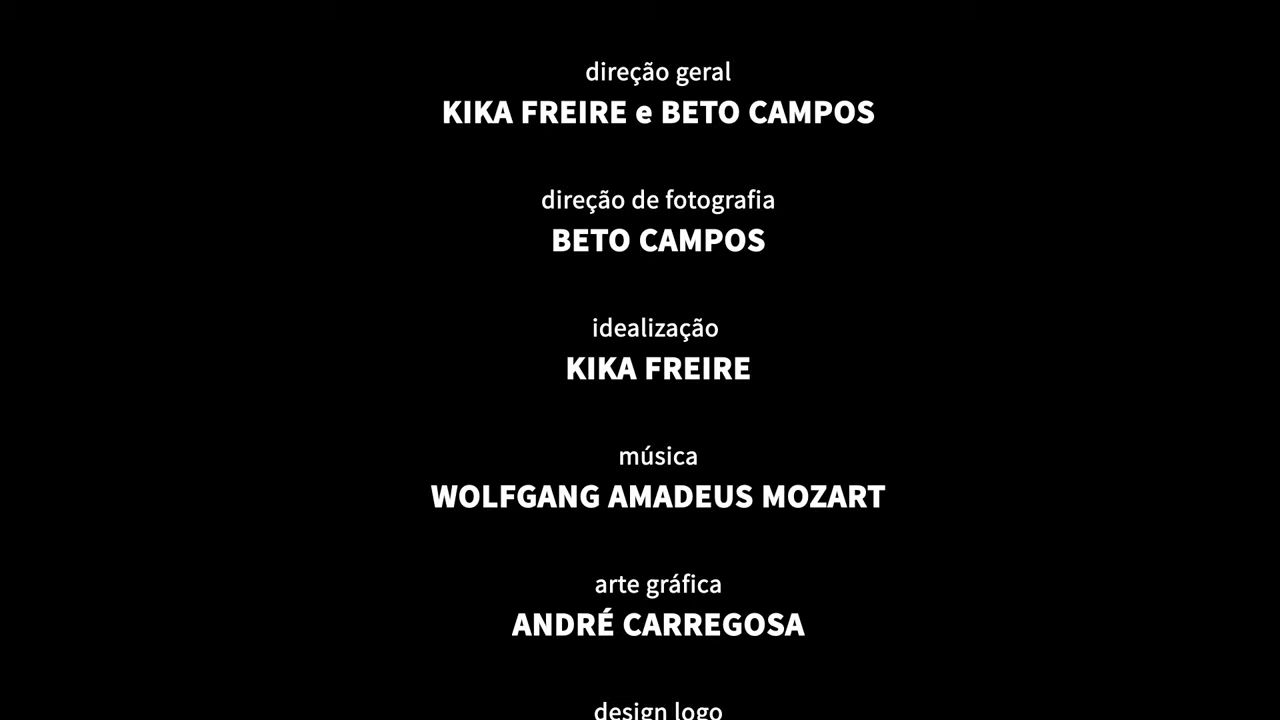 direção geral
KIKA FREIRE e BETO CAMPOS
direção de fotografia
BETO CAMPOS
idealização
KIKA FREIRE
música
WOLFGANG AMADEUS MOZART
arte gráfica
ANDRÉ CARREGOSA
design logo